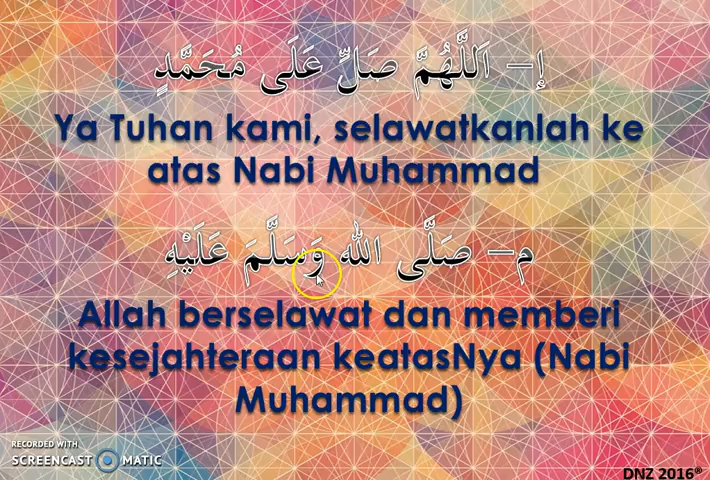 إ— اَللَّهُمَّ صَلِّ عَلَى مُحَمَّدٍ
Ya Tuhan kami, selawatkanlah ke
atas Nabi Muhammad
م— صَلَّى اللّٰه وَسَلَّمَ عَلَيْهِ
Allah berselawat dan memberi
kesejahteraan keatasNya (Nabi
Muhammad)
RECORDED WITH
SCREENCAST MATIC
DNZ 2016®